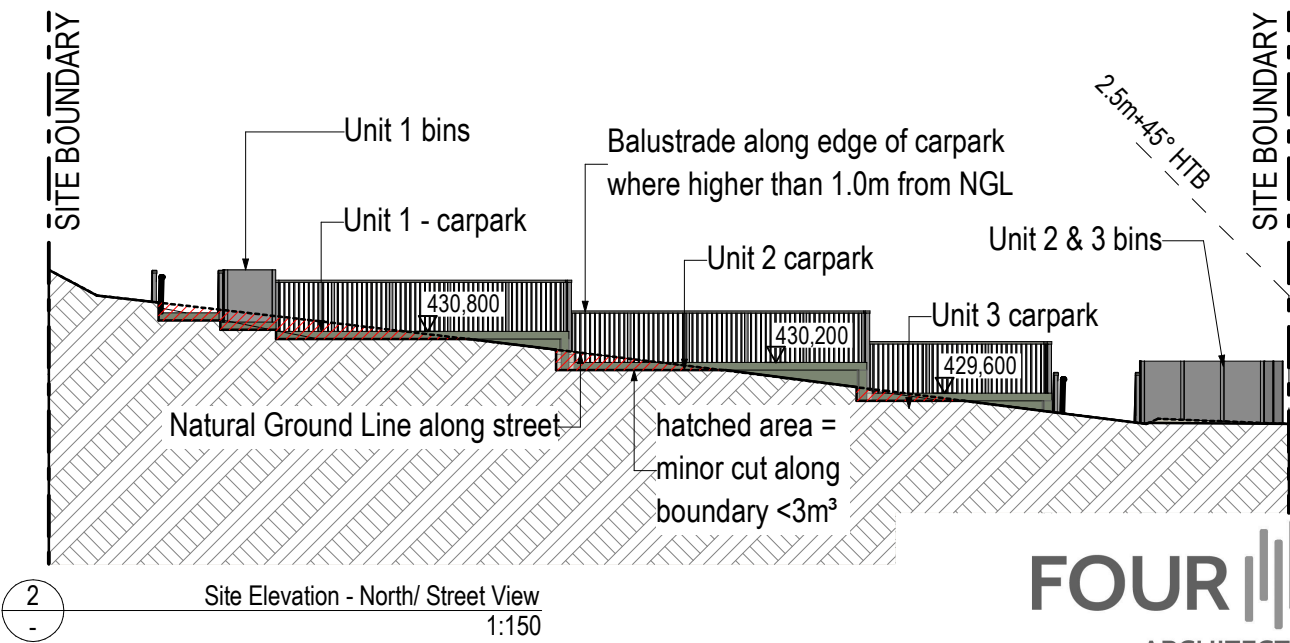 SITE BOUNDARY
Unit 1 bins
Unit 1 - carpark
Balustrade along edge of carpark
where higher than 1.0m from NGL
Unit 2 carpark
2.5m+45° HTB
SITE BOUNDARY
Unit 2 & 3 bins
Unit 3 carpark
430,800
430,200
429,600
Natural Ground Line along street
hatched area =
minor cut along
boundary <3m³
2
-
Site Elevation - North/ Street View
1:150
FOUR